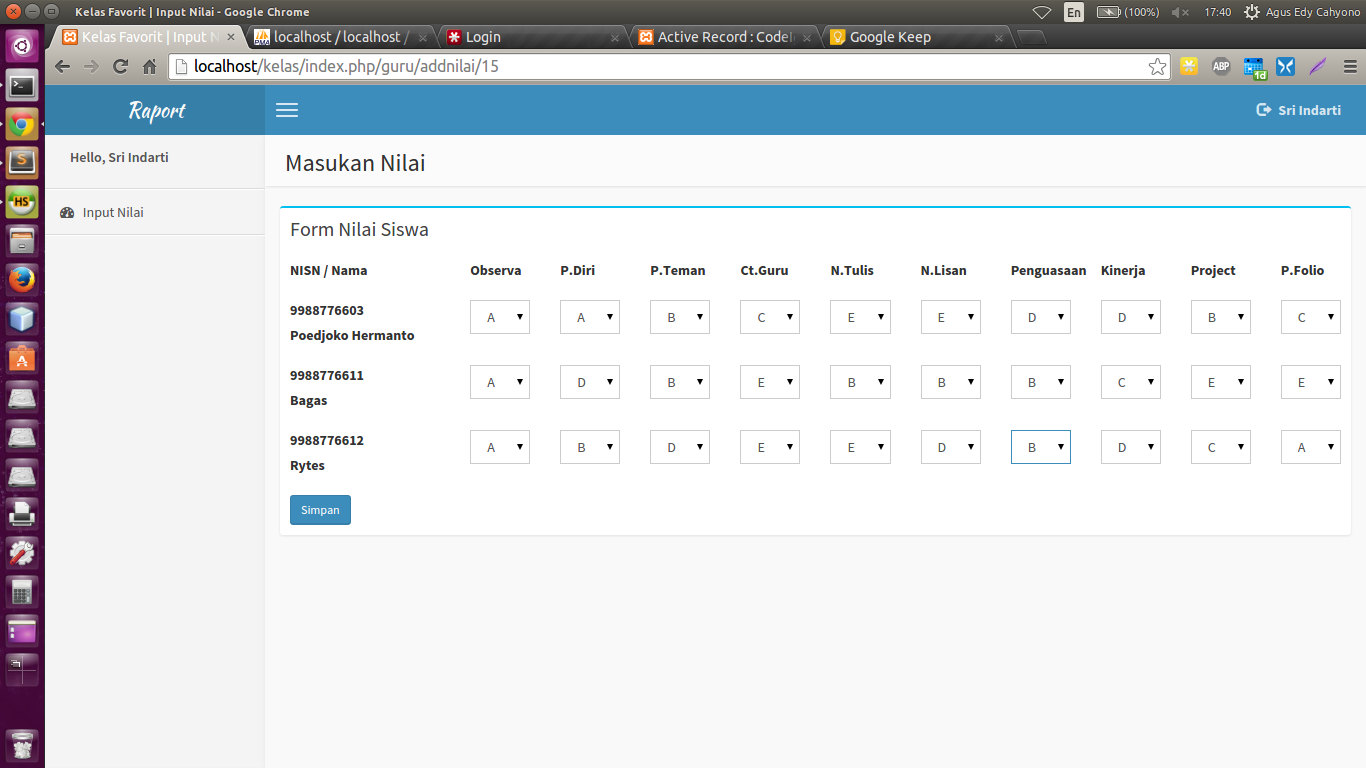 Kelas Favorit | Input Nilai - Google Chrome
En (100%) 17:40 Agus Edy Cahyono
Kelas Favorit | Input N localhost / localhost / Login Active Record : CodeI Google Keep
localhost/kelas/index.php/guru/addnilai/15
ABP 1d
Raport
Sri Indarti
Hello, Sri Indarti
Input Nilai
Masukan Nilai
Form Nilai Siswa
NISN / Nama Observa P.Diri P.Teman Ct.Guru N.Tulis N.Lisan Penguasaan Kinerja Project P.Folio
9988776603
Poedjoko Hermanto
A A B C E E D D B C
9988776611
Bagas
A D B E B B B C E E
9988776612
Rytes
A B D E E D B D C A
Simpan